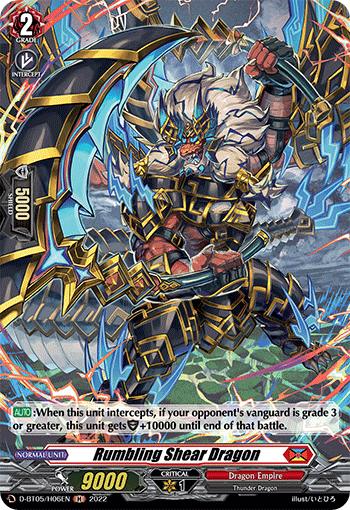 2
GRADE
INTERCEPT
5000
SHIELD
AUTO:When this unit intercepts, if your opponent's vanguard is grade 3
or greater, this unit gets +10000 until end of that battle.
NORMAL UNIT
Rumbling Shear Dragon
POWER
9000
CRITICAL
1
Dragon Empire
Thunder Dragon
D-BT05/H06EN H 2022
illust/いとひろ